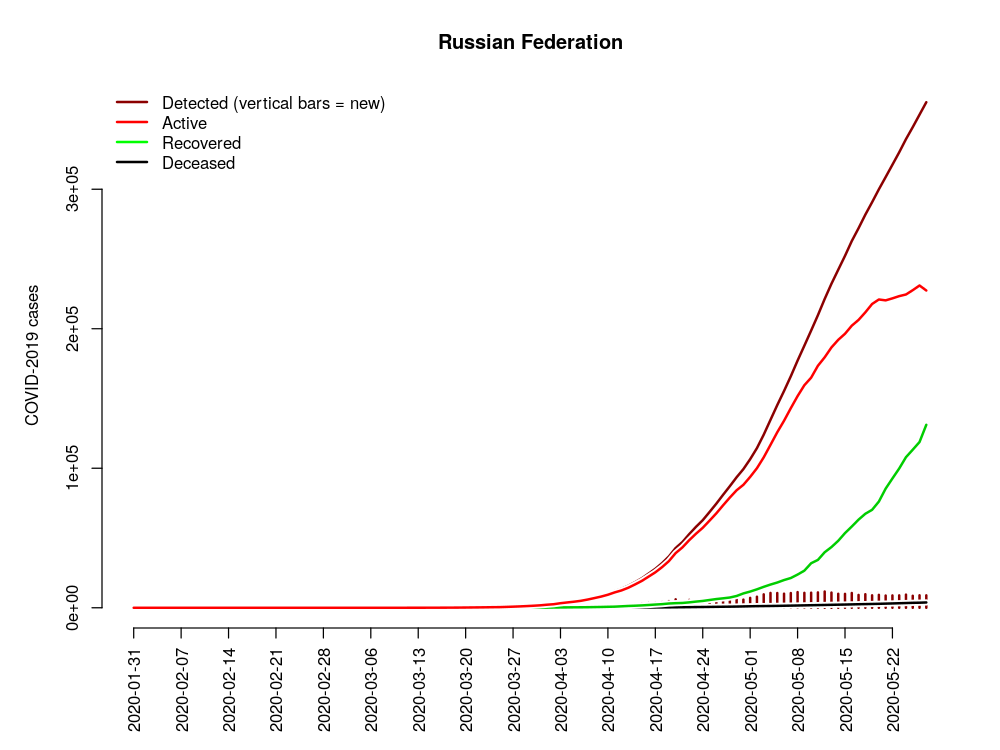 Russian Federation
Detected (vertical bars = new)
Active
Recovered
Deceased
COVID-2019 cases
3e+05
2e+05
1e+05
0e+00
2020-01-31
2020-02-07
2020-02-14
2020-02-21
2020-02-28
2020-03-06
2020-03-13
2020-03-20
2020-03-27
2020-04-03
2020-04-10
2020-04-17
2020-04-24
2020-05-01
2020-05-08
2020-05-15
2020-05-22